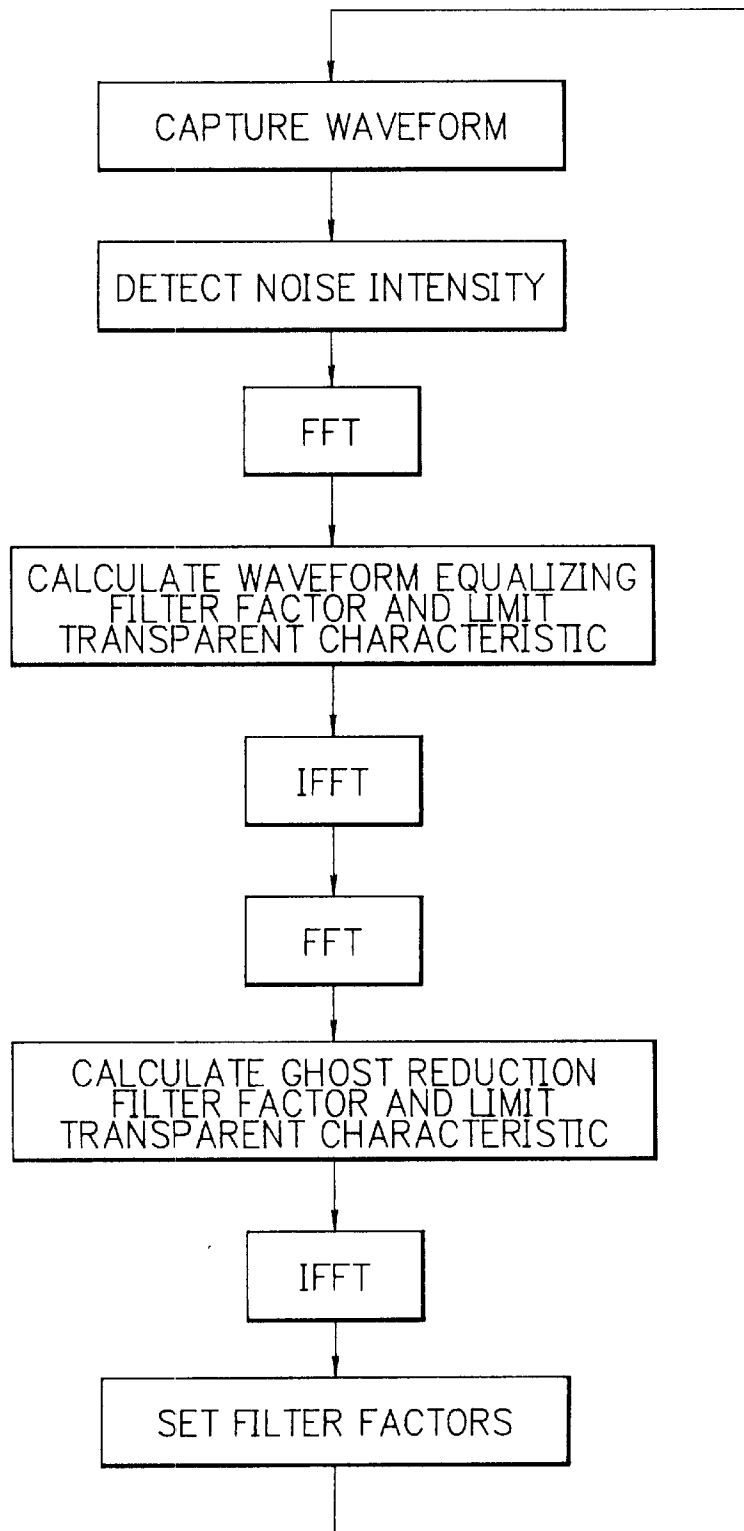 CAPTURE WAVEFORM
DETECT NOISE INTENSITY
FFT
CALCULATE WAVEFORM EQUALIZING
FILTER FACTOR AND LIMIT
TRANSPARENT CHARACTERISTIC
IFFT
FFT
CALCULATE GHOST REDUCTION
FILTER FACTOR AND LIMIT
TRANSPARENT CHARACTERISTIC
IFFT
SET FILTER FACTORS